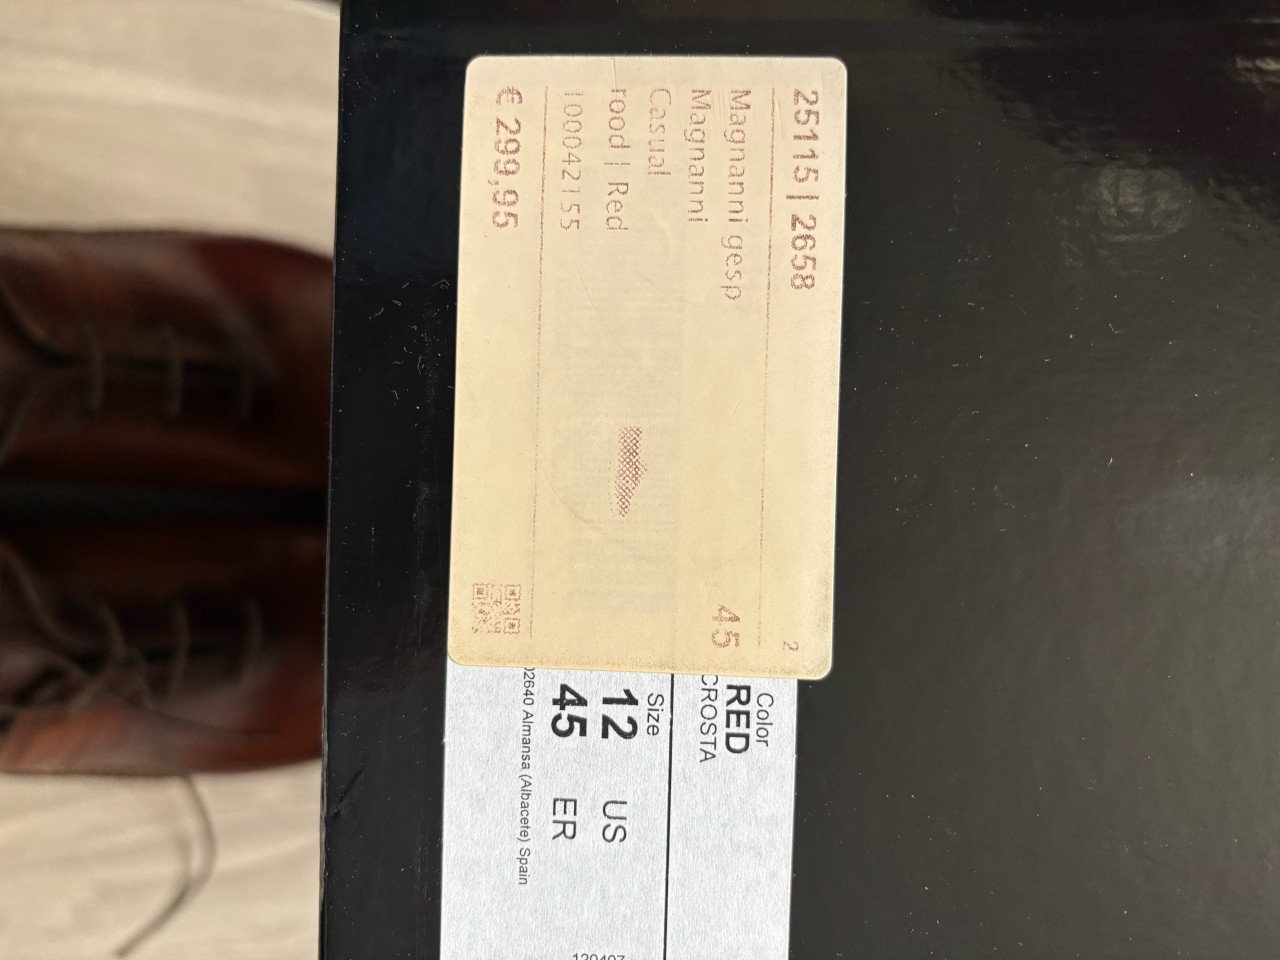 25115 | 2658
2
Magnanni gesp
45
Magnanni
Casual
rood | Red
100042155
€ 299,95
Color
RED
CROSTA
Size
12 US
45 ER
02640 Almansa (Albacete) Spain